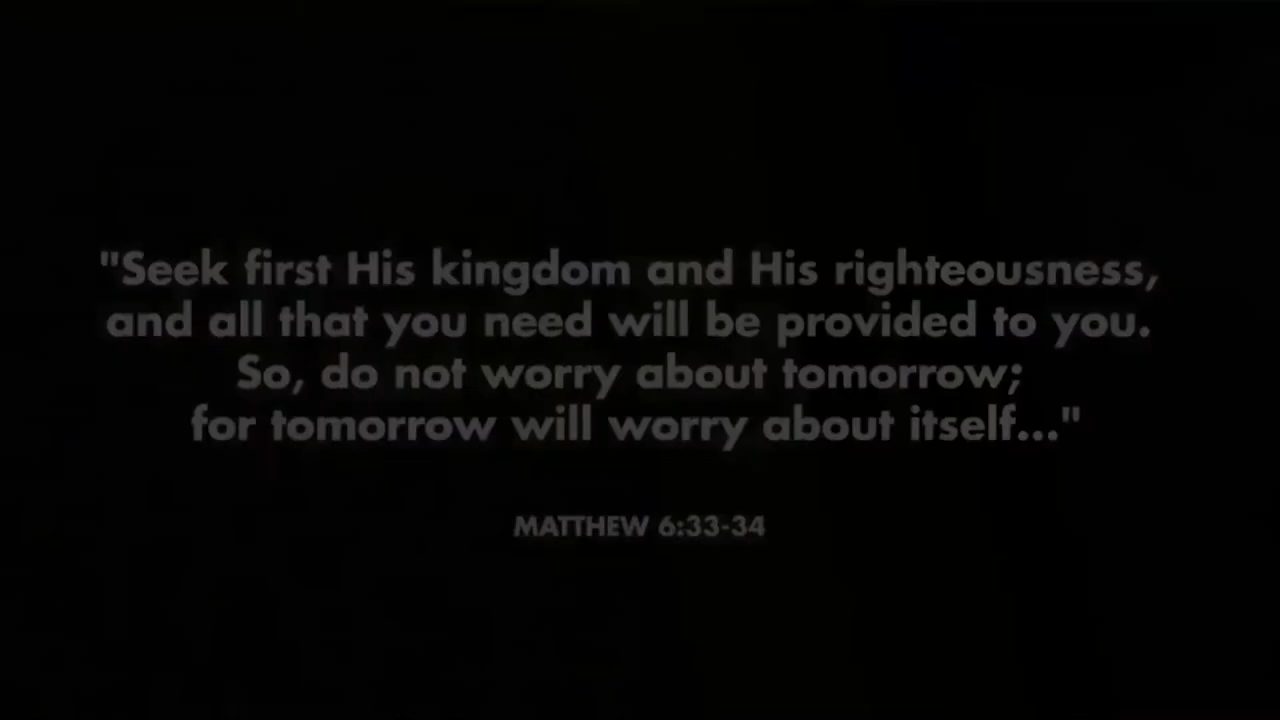 "Seek first His kingdom and His righteousness,
and all that you need will be provided to you.
So, do not worry about tomorrow;
for tomorrow will worry about itself..."
MATTHEW 6:33-34